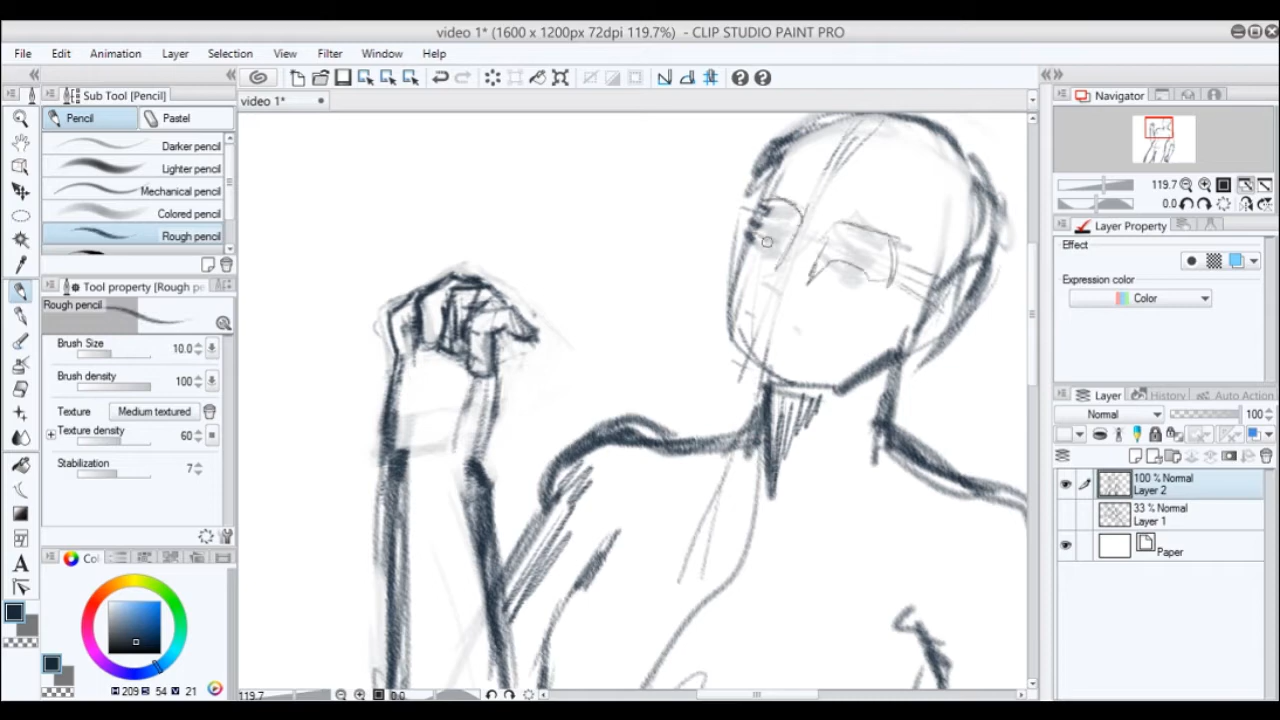 video 1* (1600 x 1200px 72dpi 119.7%) - CLIP STUDIO PAINT PRO
File Edit Animation Layer Selection View Filter Window Help
Sub Tool [Pencil]
Pencil Pastel
Darker pencil
Lighter pencil
Mechanical pencil
Colored pencil
Rough pencil
Tool property [Rough pe
Rough pencil
Brush Size 10.0
Brush density 100
Texture Medium textured
Texture density 60
Stabilization 7
Col
H 209 S 54 V 21
video 1*
119.7 0.0
Navigator
119.7
0.0
Layer Property
Effect
Expression color
Color
Layer History Auto Action
Normal 100
100 % Normal
Layer 2
33 % Normal
Layer 1
Paper